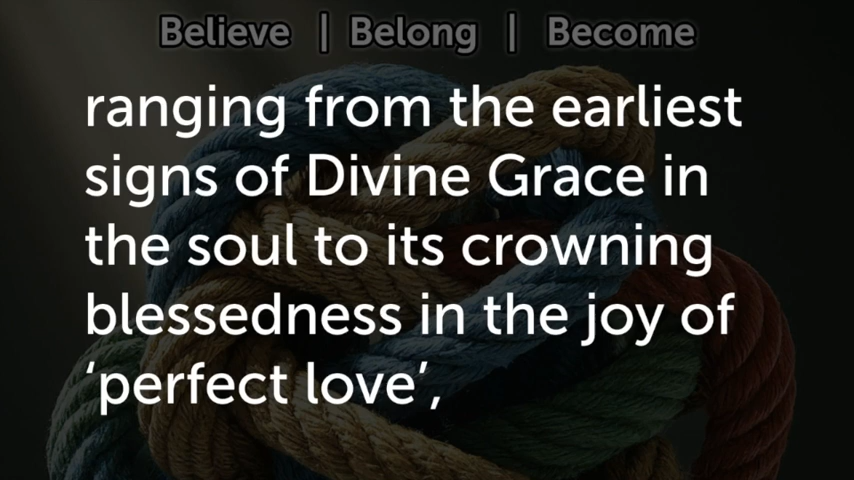 Believe | Belong | Become
ranging from the earliest
signs of Divine Grace in
the soul to its crowning
blessedness in the joy of
‘perfect love’,